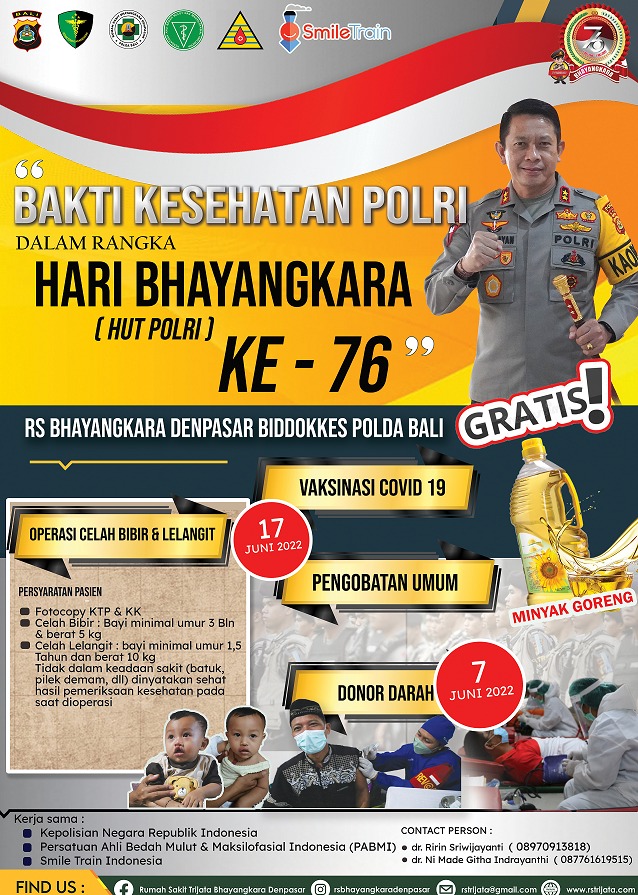 BALI
SmileTrain
BHAYANGKARA
“
BAKTI KESEHATAN POLRI
DALAM RANGKA
HARI BHAYANGKARA
( HUT POLRI )
KE - 76 ”
POLRI
RS BHAYANGKARA DENPASAR BIDDOKKES POLDA BALI
GRATIS!
VAKSINASI COVID 19
OPERASI CELAH BIBIR & LELANGIT
17
JUNI 2022
PERSYARATAN PASIEN
Fotocopy KTP & KK
Celah Bibir : Bayi minimal umur 3 Bln
& berat 5 kg
Celah Lelangit : bayi minimal umur 1,5
Tahun dan berat 10 kg
Tidak dalam keadaan sakit (batuk,
pilek demam, dll) dinyatakan sehat
hasil pemeriksaan kesehatan pada
saat dioperasi
PENGOBATAN UMUM
MINYAK GORENG
DONOR DARAH
7
JUNI 2022
Kerja sama :
Kepolisian Negara Republik Indonesia
Persatuan Ahli Bedah Mulut & Maksilofasial Indonesia (PABMI)
Smile Train Indonesia
CONTACT PERSON :
dr. Ririn Sriwijayanti ( 08970913818 )
dr. Ni Made Githa Indrayanthi ( 087761619515)
FIND US :
Rumah Sakit Trijata Bhayangkara Denpasar
rsbhayangkaradenpasar
rstrijata@gmail.com
www.rstrijata.com